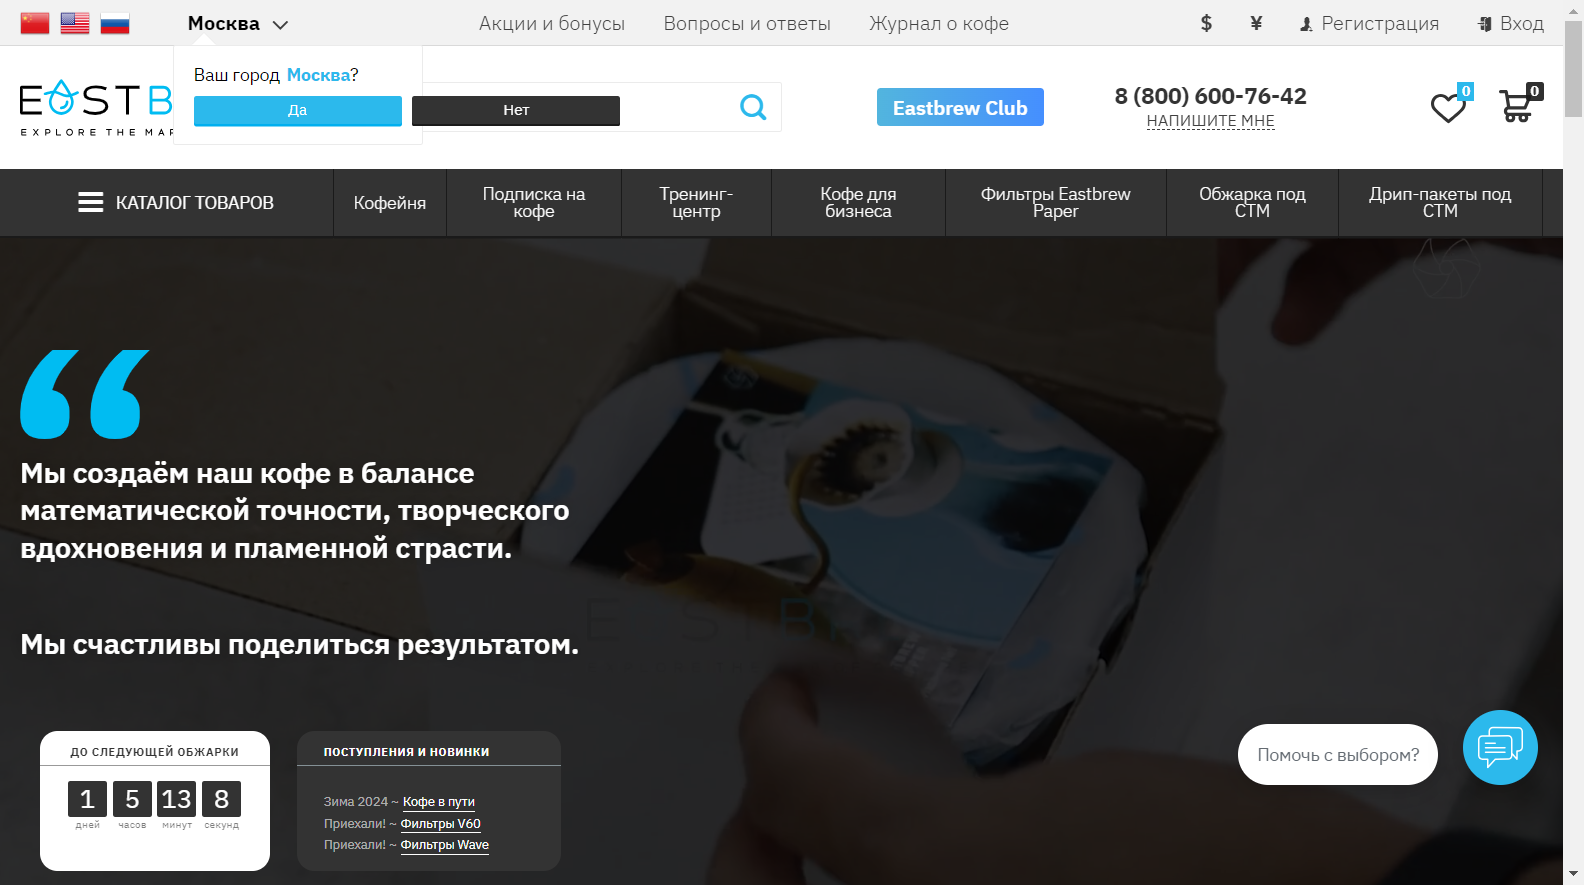 Москва
Акции и бонусы
Вопросы и ответы
Журнал о кофе
$
¥
Регистрация
Вход
Ваш город Москва?
Да
Нет
EASTB
EXPLORE THE MAP
Eastbrew Club
8 (800) 600-76-42
НАПИШИТЕ МНЕ
0
0
КАТАЛОГ ТОВАРОВ
Кофейня
Подписка на
кофе
Тренинг-
центр
Кофе для
бизнеса
Фильтры Eastbrew
Paper
Обжарка под
СТМ
Дрип-пакеты под
СТМ
“
Мы создаём наш кофе в балансе
математической точности, творческого
вдохновения и пламенной страсти.
Мы счастливы поделиться результатом.
ДО СЛЕДУЮЩЕЙ ОБЖАРКИ
1 5 13 8
дней часов минут секунд
ПОСТУПЛЕНИЯ И НОВИНКИ
Зима 2024 ~ Кофе в пути
Приехали! ~ Фильтры V60
Приехали! ~ Фильтры Wave
Помочь с выбором?